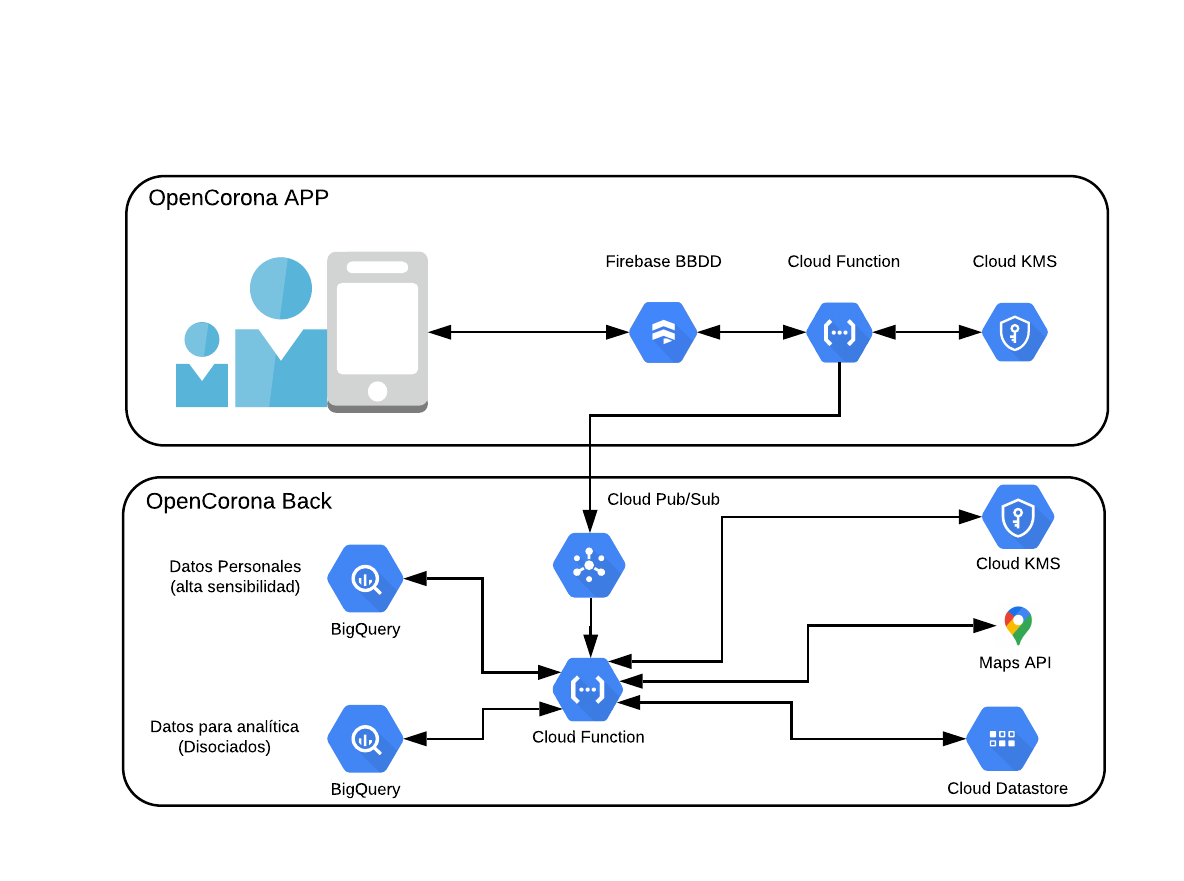 OpenCorona APP
Firebase BBDD
Cloud Function
Cloud KMS
OpenCorona Back
Cloud Pub/Sub
Cloud KMS
Datos Personales
(alta sensibilidad)
BigQuery
Maps API
Datos para analítica
(Disociados)
Cloud Function
BigQuery
Cloud Datastore